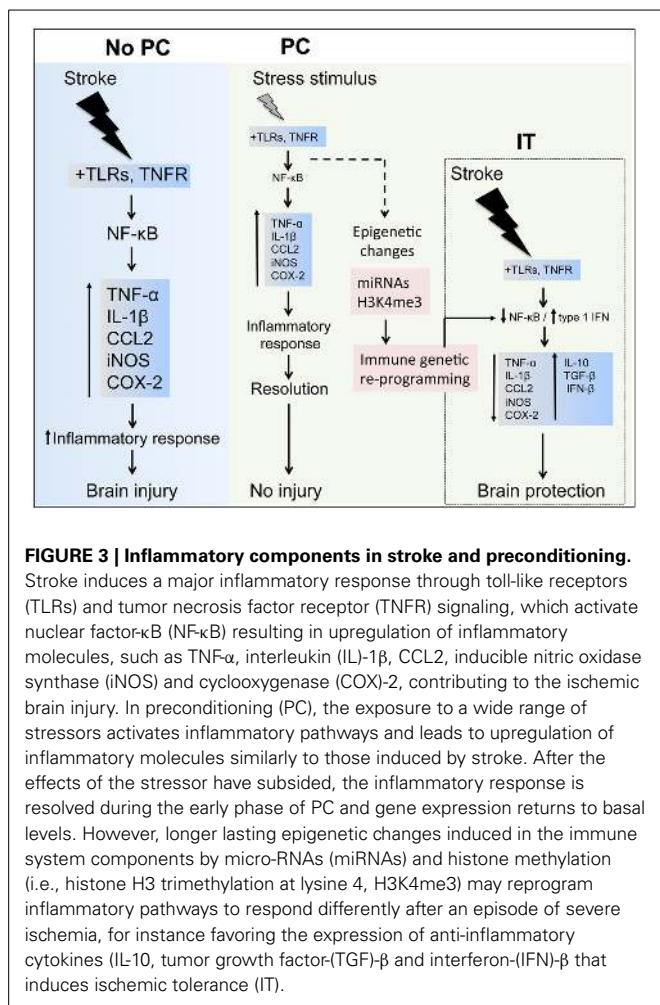 No PC
Stroke
+TLRs, TNFR
NF-κB
TNF-α
IL-1β
CCL2
iNOS
COX-2
↑Inflammatory response
Brain injury
PC
Stress stimulus
+TLRs, TNFR
NF-κB
TNF-α
IL-1β
CCL2
iNOS
COX-2
Inflammatory
response
Resolution
No injury
Epigenetic
changes
miRNAs
H3K4me3
Immune genetic
re-programming
IT
Stroke
+TLRs, TNFR
↓NF-κB / ↑ type 1 IFN
TNF-α
IL-1β
CCL2
iNOS
COX-2
IL-10
TGF-β
IFN-β
Brain protection
FIGURE 3 | Inflammatory components in stroke and preconditioning.
Stroke induces a major inflammatory response through toll-like receptors
(TLRs) and tumor necrosis factor receptor (TNFR) signaling, which activate
nuclear factor-κB (NF-κB) resulting in upregulation of inflammatory
molecules, such as TNF-α, interleukin (IL)-1β, CCL2, inducible nitric oxidase
synthase (iNOS) and cyclooxygenase (COX)-2, contributing to the ischemic
brain injury. In preconditioning (PC), the exposure to a wide range of
stressors activates inflammatory pathways and leads to upregulation of
inflammatory molecules similarly to those induced by stroke. After the
effects of the stressor have subsided, the inflammatory response is
resolved during the early phase of PC and gene expression returns to basal
levels. However, longer lasting epigenetic changes induced in the immune
system components by micro-RNAs (miRNAs) and histone methylation
(i.e., histone H3 trimethylation at lysine 4, H3K4me3) may reprogram
inflammatory pathways to respond differently after an episode of severe
ischemia, for instance favoring the expression of anti-inflammatory
cytokines (IL-10, tumor growth factor-(TGF)-β and interferon-(IFN)-β that
induces ischemic tolerance (IT).